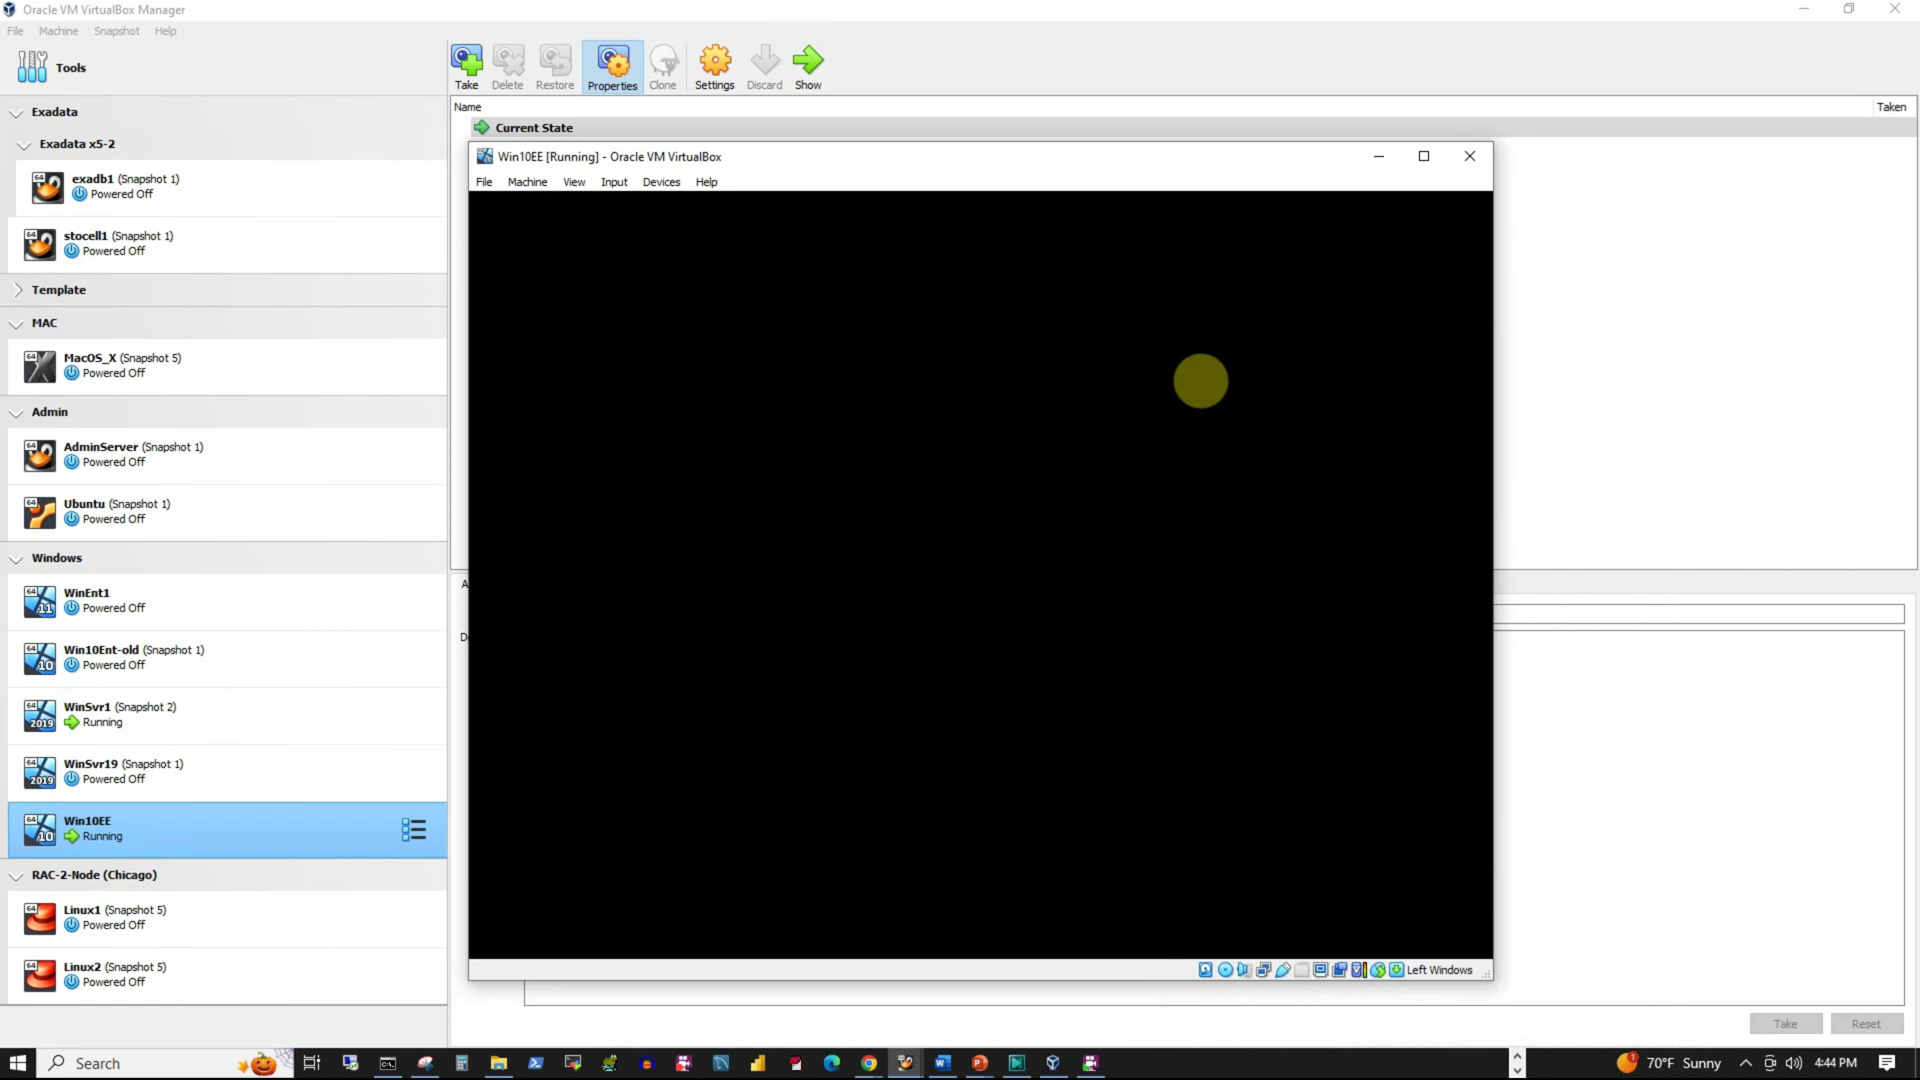 Oracle VM VirtualBox Manager
File Machine Snapshot Help
Tools
Take Delete Restore Properties Clone Settings Discard Show
Name Taken
Current State
Exadata
Exadata x5-2
exadb1 (Snapshot 1)
Powered Off
stocell1 (Snapshot 1)
Powered Off
Template
MAC
MacOS_X (Snapshot 5)
Powered Off
Admin
AdminServer (Snapshot 1)
Powered Off
Ubuntu (Snapshot 1)
Powered Off
Windows
WinEnt1
Powered Off
Win10Ent-old (Snapshot 1)
Powered Off
WinSvr1 (Snapshot 2)
Running
WinSvr19 (Snapshot 1)
Powered Off
Win10EE
Running
RAC-2-Node (Chicago)
Linux1 (Snapshot 5)
Powered Off
Linux2 (Snapshot 5)
Powered Off
Win10EE [Running] - Oracle VM VirtualBox
File Machine View Input Devices Help
Left Windows
Take Reset
Search
70°F Sunny 4:44 PM